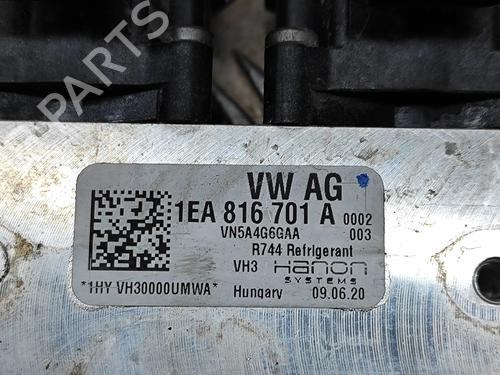 B-PARTS
VW AG
1EA 816 701 A 0002
VN5A4G6GAA 003
R744 Refrigerant
VH3 Hanon
SYSTEMS
*1HY VH30000UMWA* Hungary 09.06.20